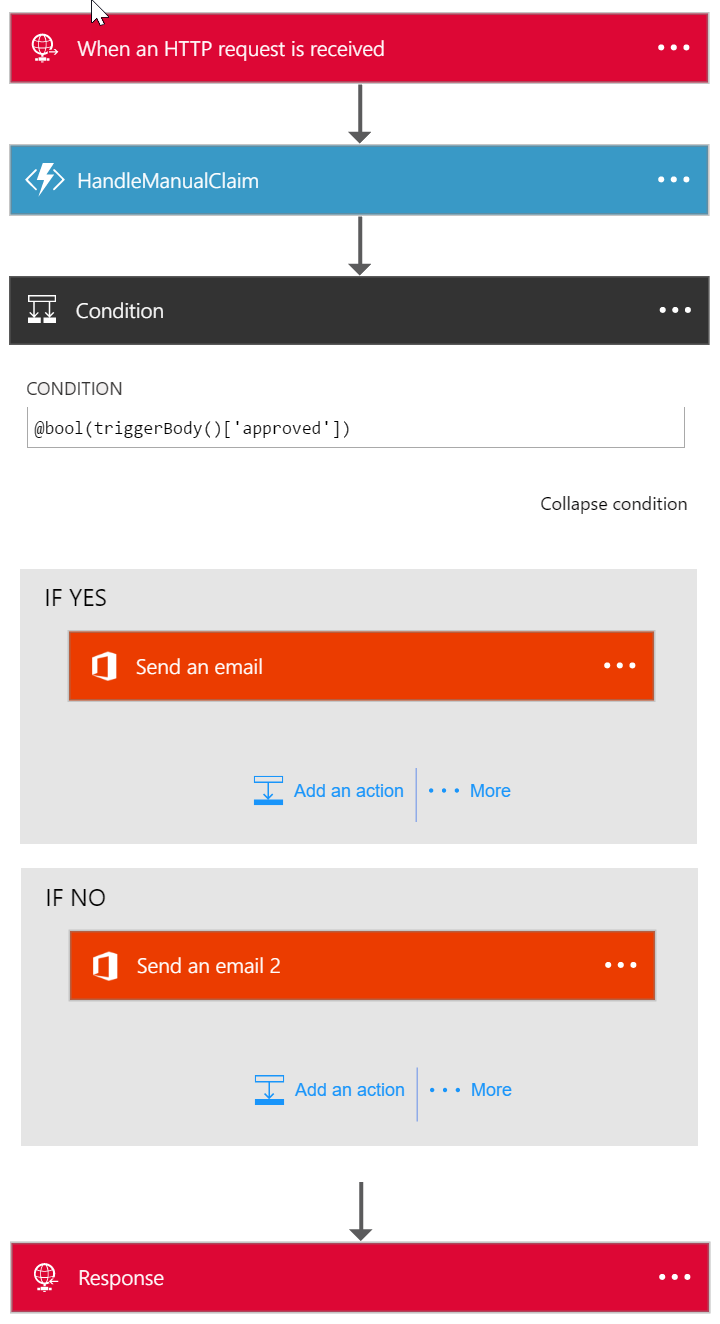 When an HTTP request is received
HandleManualClaim
Condition
CONDITION
@bool(triggerBody()['approved'])
Collapse condition
IF YES
Send an email
Add an action
More
IF NO
Send an email 2
Add an action
More
Response